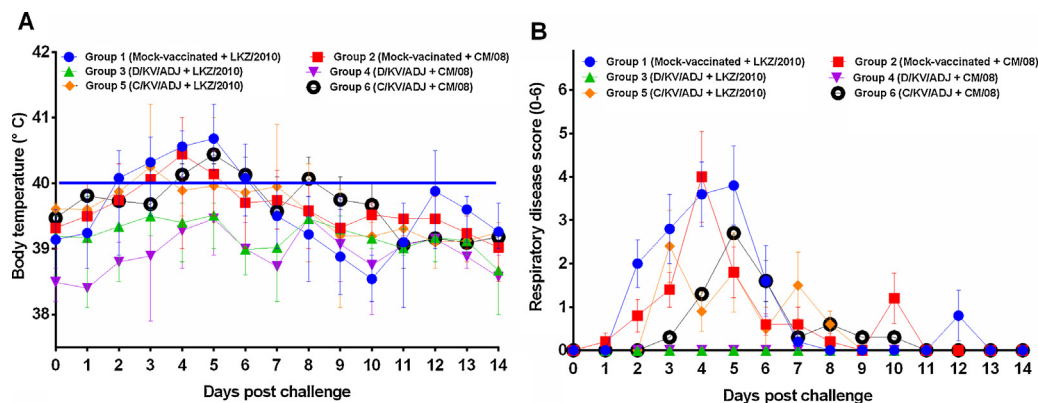 A
Group 1 (Mock-vaccinated + LKZ/2010)
Group 2 (Mock-vacinated + CM/08)
Group 3 (D/KV/ADJ + LKZ/2010)
Group 4 (D/KV/ADJ + CM/08)
Group 5 (C/KV/ADJ + LKZ/2010)
Group 6 (C/KV/ADJ + CM/08)
Body temperature (° C)
42
41
40
39
38
0 1 2 3 4 5 6 7 8 9 10 11 12 13 14
Days post challenge
B
Group 1 (Mock-vaccinated + LKZ/2010)
Group 2 (Mock-vaccinated + CM/08)
Group 3 (D/KV/ADJ + LKZ/2010)
Group 4 (D/KV/ADJ + CM/08)
Group 5 (C/KV/ADJ + LKZ/2010)
Group 6 (C/KV/ADJ + CM/08)
Respiratory disease score (0-6)
6
5
4
3
2
1
0
0 1 2 3 4 5 6 7 8 9 10 11 12 13 14
Days post challenge